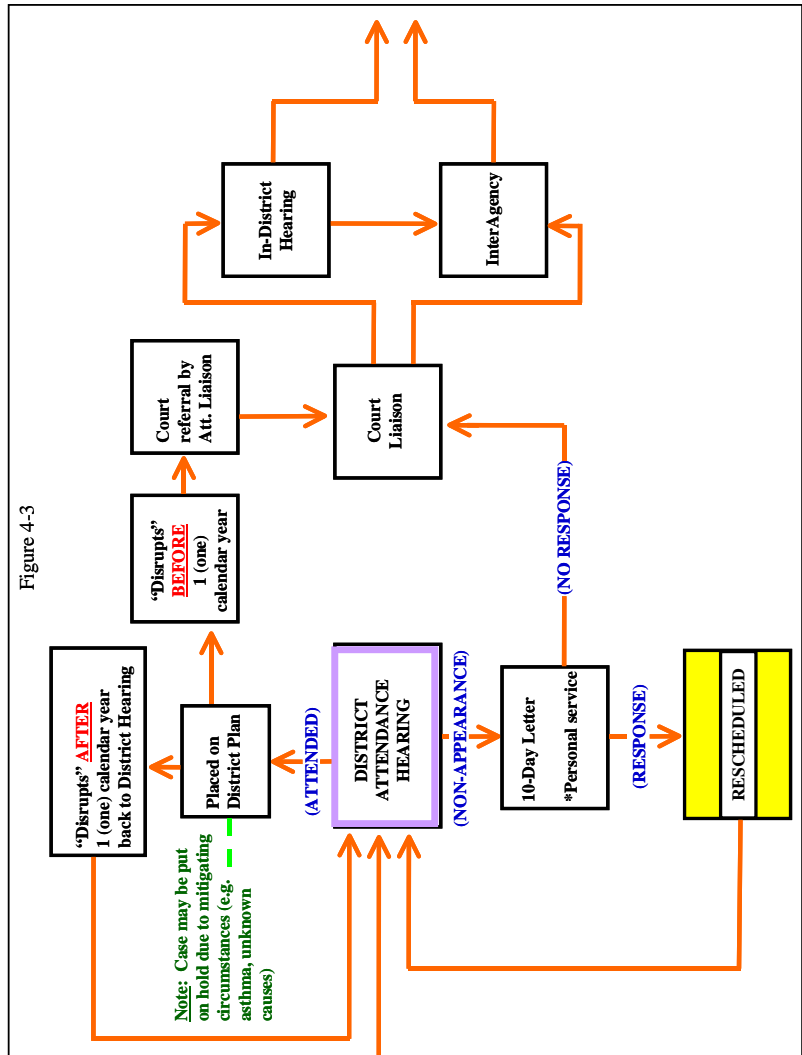 Figure 4-3
“Disrupts” AFTER
1 (one) calendar year
back to District Hearing
Note: Case may be put
on hold due to mitigating
circumstances (e.g.
asthma, unknown
causes)
Placed on
District Plan
“Disrupts”
BEFORE
1 (one)
calendar year
Court
referral by
Att. Liaison
(ATTENDED)
DISTRICT
ATTENDANCE
HEARING
(NON-APPEARANCE)
10-Day Letter
*Personal service
(NO RESPONSE)
(RESPONSE)
RESCHEDULED
Court
Liaison
In-District
Hearing
InterAgency